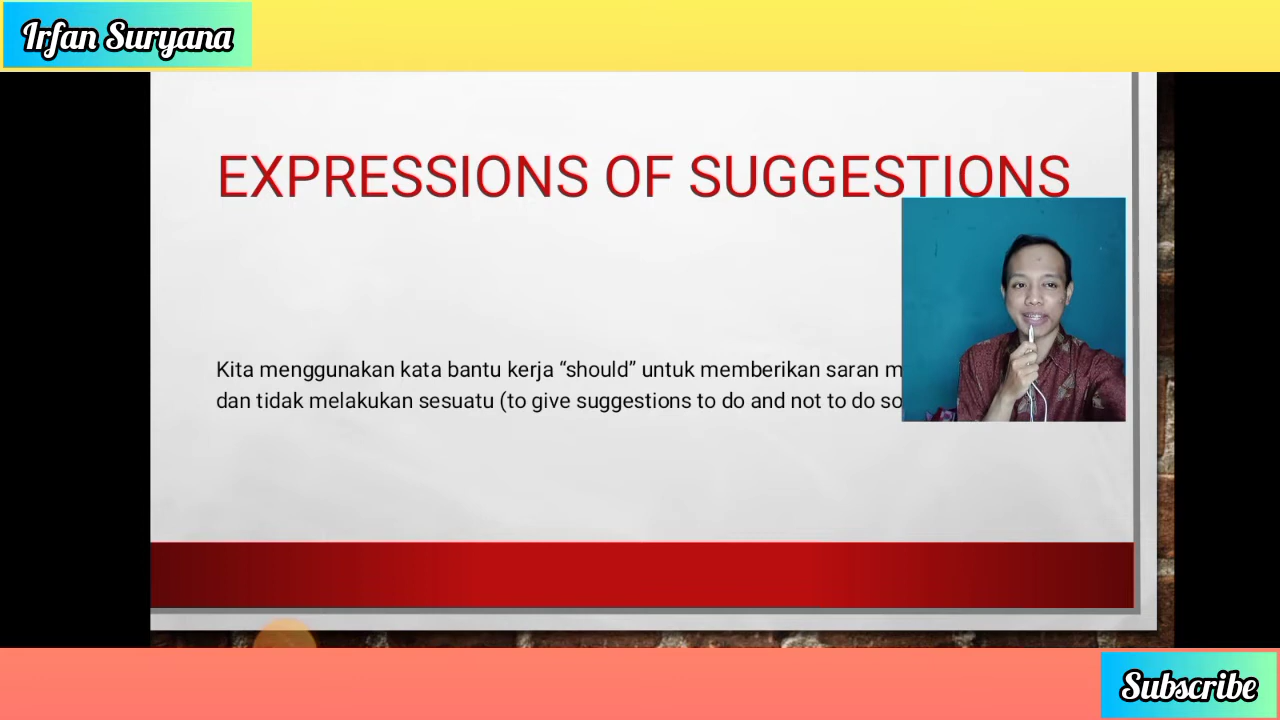 Irfan Suryana
EXPRESSIONS OF SUGGESTIONS
Kita menggunakan kata bantu kerja “should” untuk memberikan saran
dan tidak melakukan sesuatu (to give suggestions to do and not to do
Subscribe